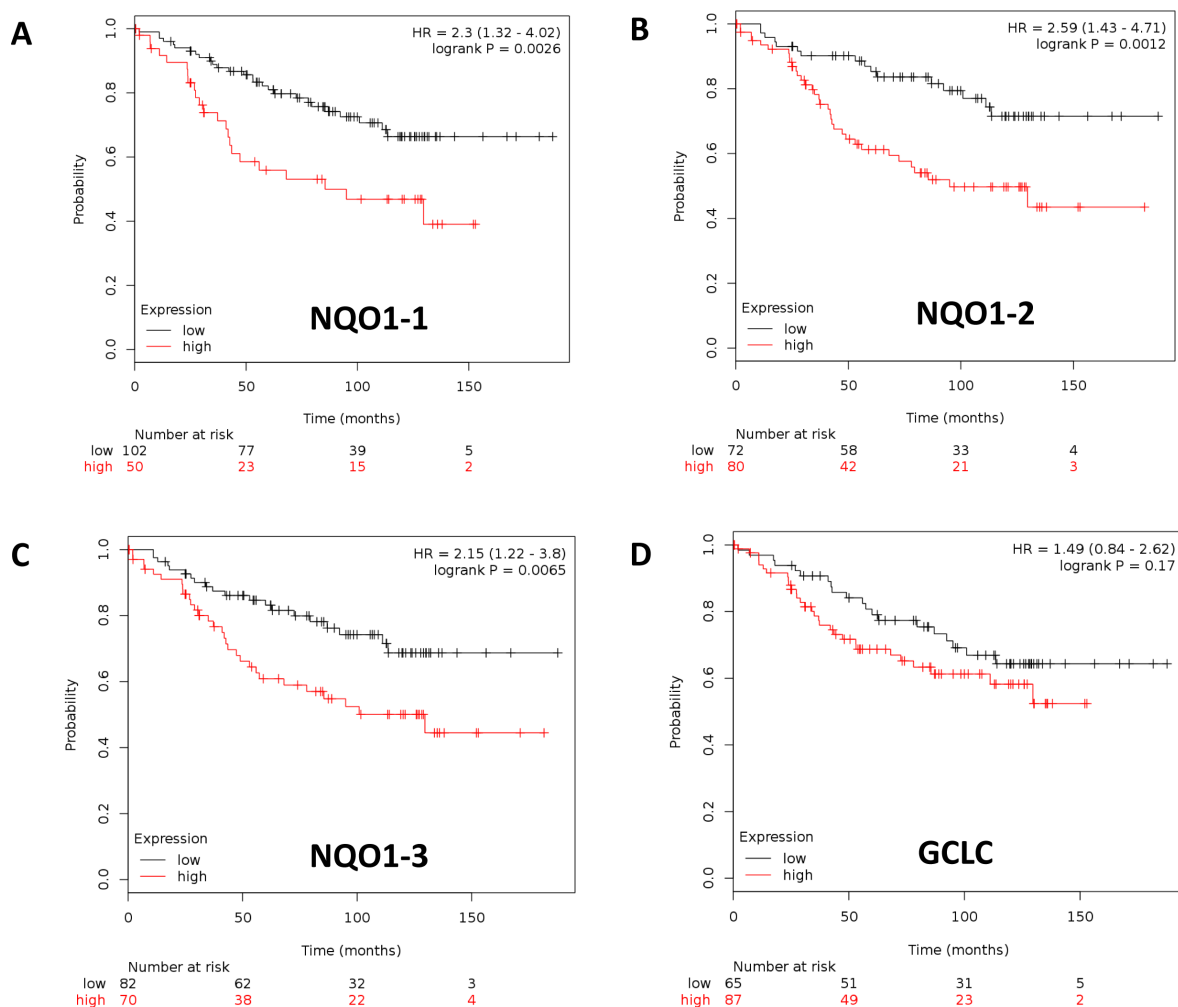 A
HR = 2.3 (1.32 - 4.02)
logrank P = 0.0026
Probability
0.0 0.2 0.4 0.6 0.8 1.0
Expression
low
high
NQO1-1
0 50 100 150
Time (months)
Number at risk
low 102 77 39 5
high 50 23 15 2
B
HR = 2.59 (1.43 - 4.71)
logrank P = 0.0012
Probability
0.0 0.2 0.4 0.6 0.8 1.0
Expression
low
high
NQO1-2
0 50 100 150
Time (months)
Number at risk
low 72 58 33 4
high 80 42 21 3
C
HR = 2.15 (1.22 - 3.8)
logrank P = 0.0065
Probability
0.0 0.2 0.4 0.6 0.8 1.0
Expression
low
high
NQO1-3
0 50 100 150
Time (months)
Number at risk
low 82 62 32 3
high 70 38 22 4
D
HR = 1.49 (0.84 - 2.62)
logrank P = 0.17
Probability
0.0 0.2 0.4 0.6 0.8 1.0
Expression
low
high
GCLC
0 50 100 150
Time (months)
Number at risk
low 65 51 31 5
high 87 49 23 2